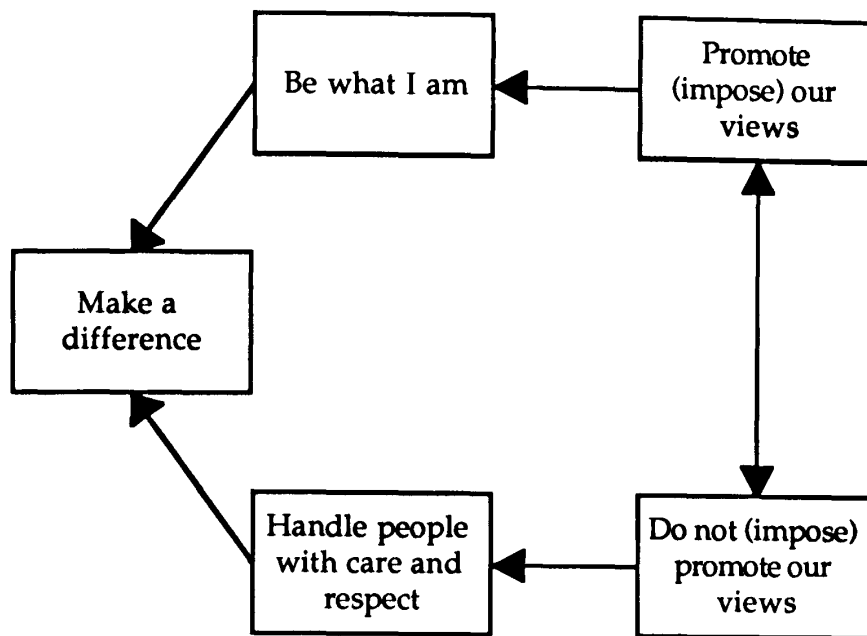 Be what I am
Promote
(impose) our
views
Make a
difference
Handle people
with care and
respect
Do not (impose)
promote our
views